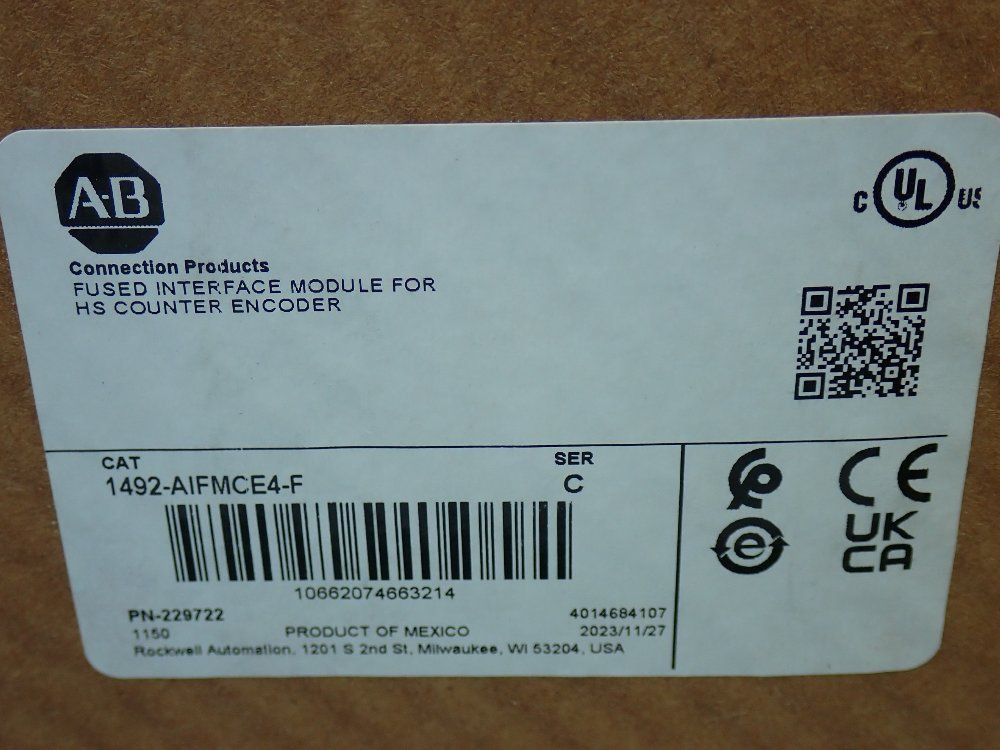 A-B
Connection Products
FUSED INTERFACE MODULE FOR
HS COUNTER ENCODER
C UL US
CAT
1492-AIFMCE4-F
SER
C
10662074663214
PN-229722
1150
PRODUCT OF MEXICO
4014684107
2023/11/27
Rockwell Automation, 1201 S 2nd St, Milwaukee, WI 53204, USA
CE
UK
CA
e